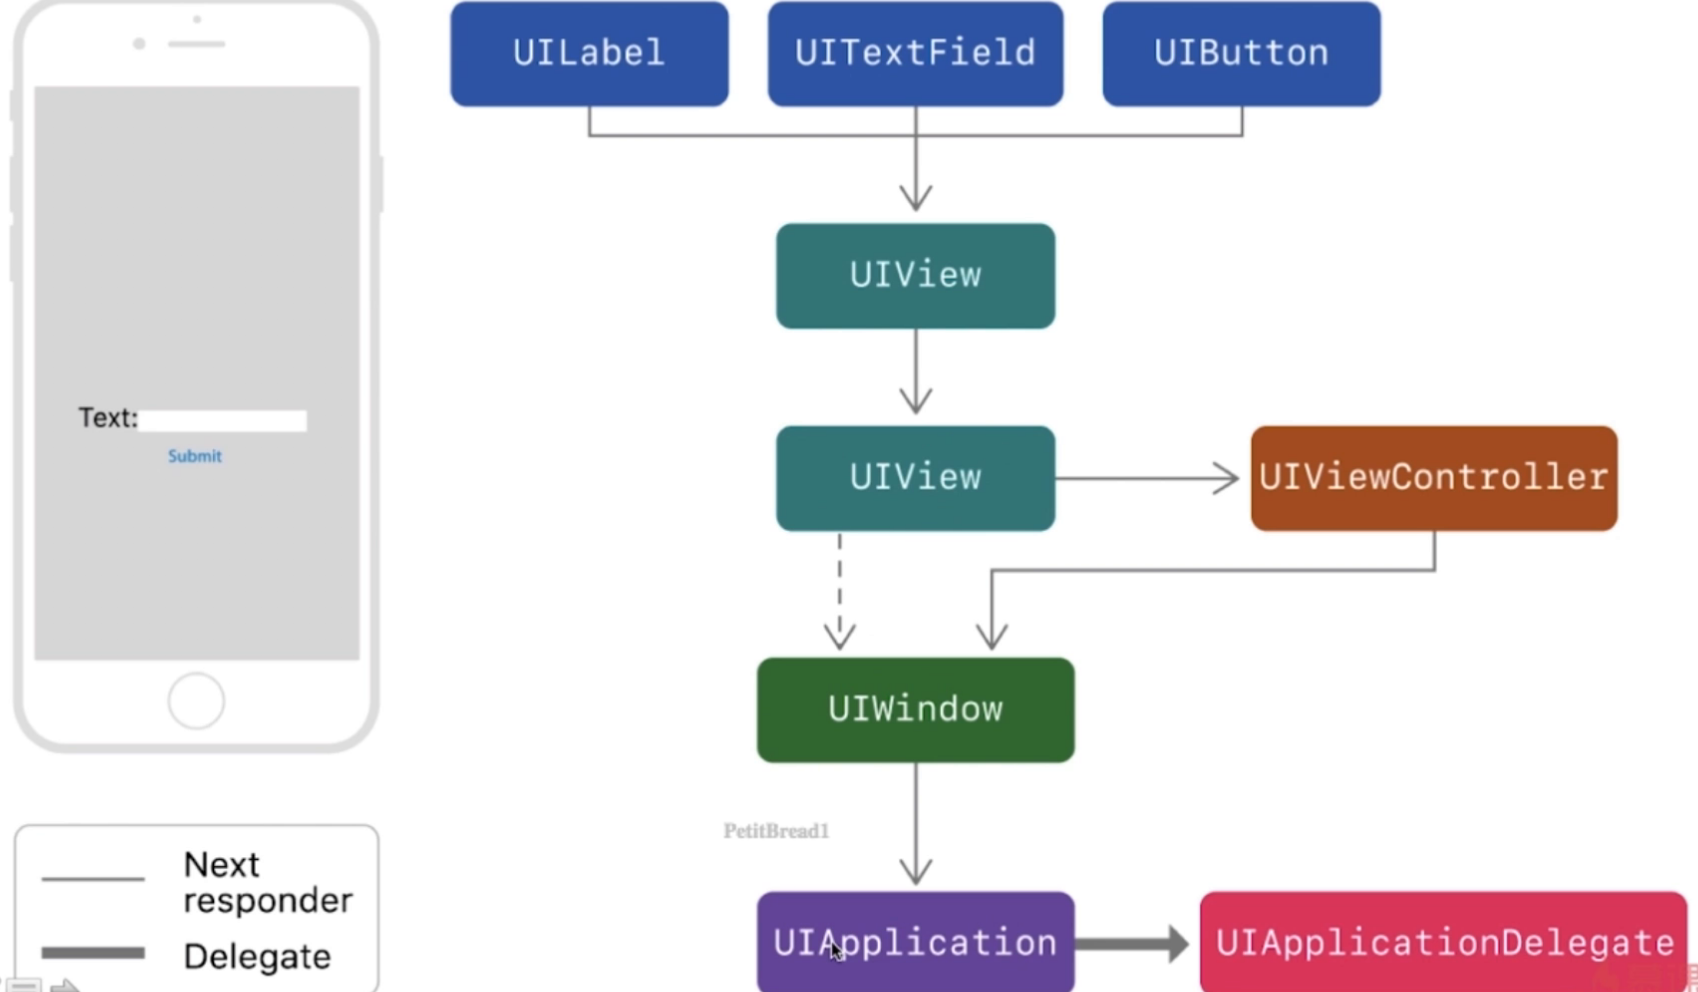 UILabel
UITextField
UIButton
UIView
Text:
Submit
UIView
UIViewController
UIWindow
PetitBread1
Next
responder
Delegate
UIApplication
UIApplicationDelegate